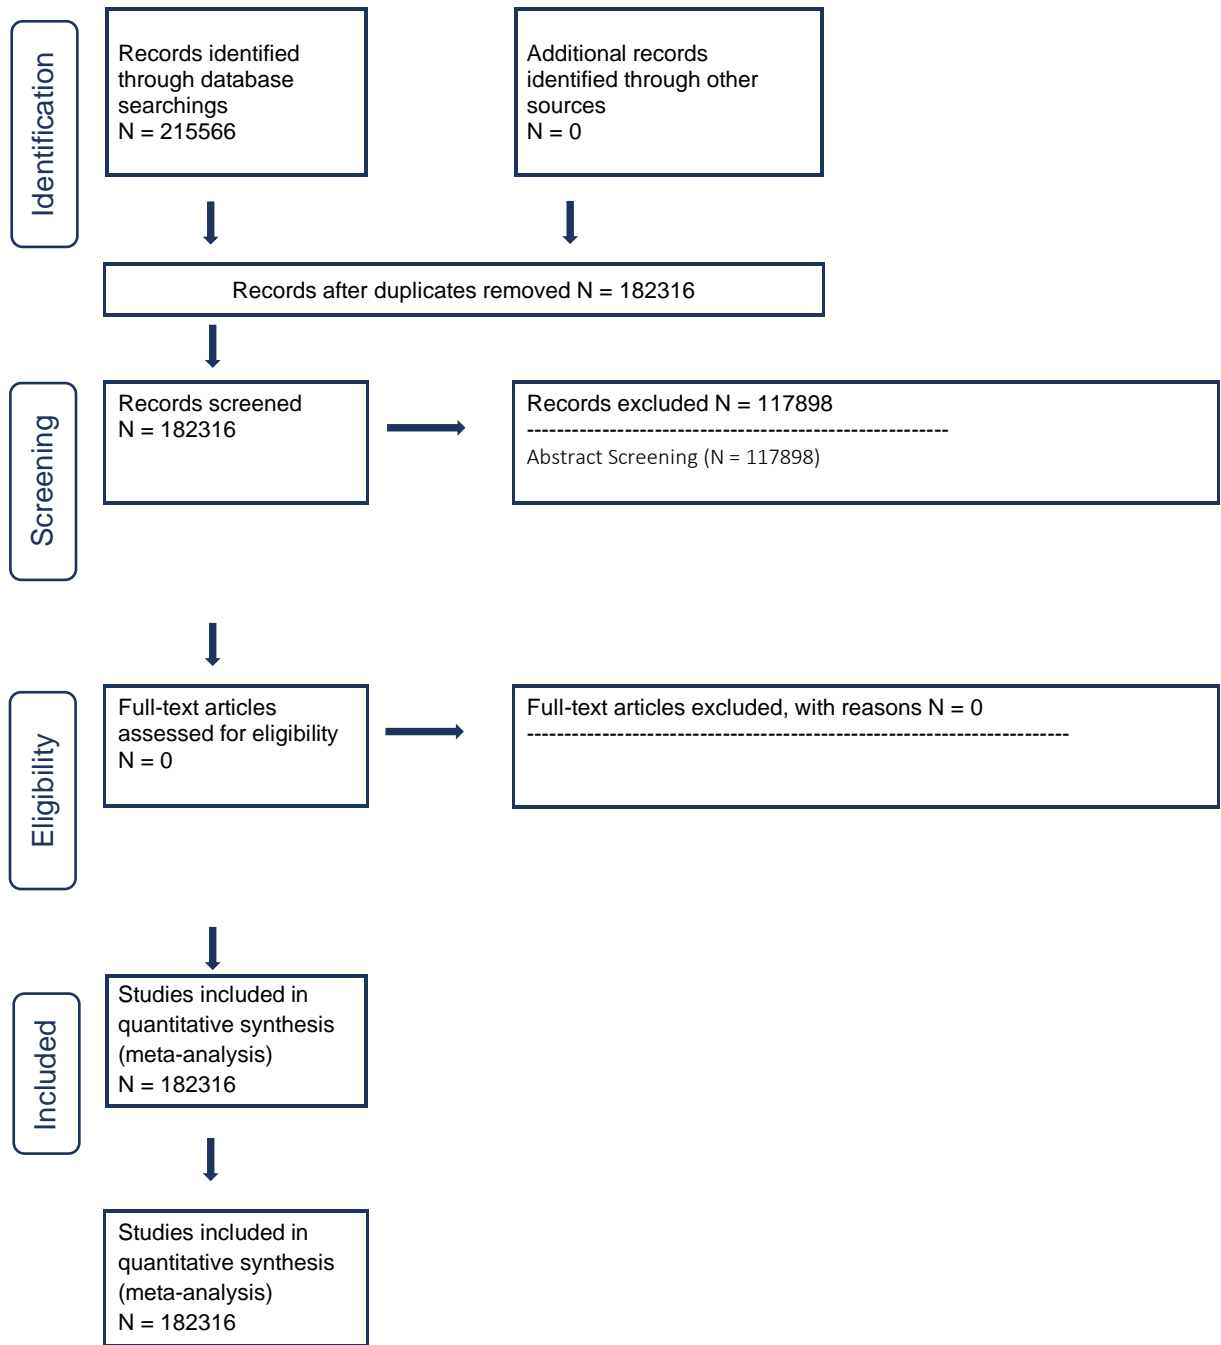 Identification
Records identified
through database
searchings
N = 215566
Additional records
identified through other
sources
N = 0
Records after duplicates removed N = 182316
Screening
Records screened
N = 182316
Records excluded N = 117898
---------------------------------------------------------
Abstract Screening (N = 117898)
Eligibility
Full-text articles
assessed for eligibility
N = 0
Full-text articles excluded, with reasons N = 0
-------------------------------------------------------------------------
Included
Studies included in
quantitative synthesis
(meta-analysis)
N = 182316
Studies included in
quantitative synthesis
(meta-analysis)
N = 182316